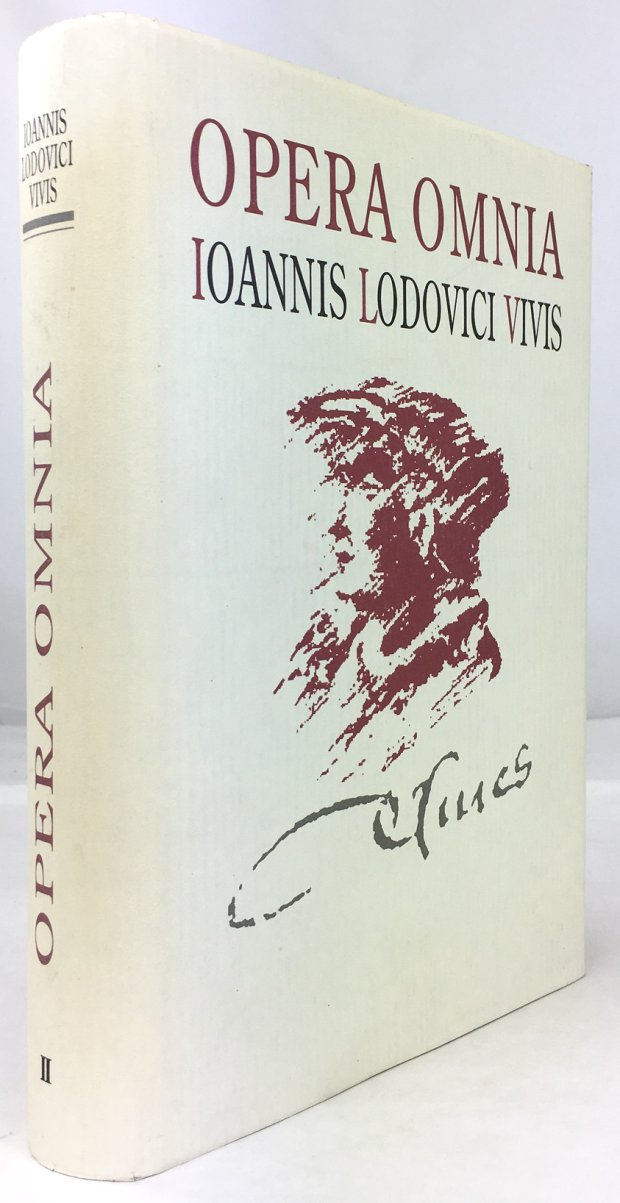 IOANNIS
LODOVICI
VIVIS
OPERA OMNIA
II
OPERA OMNIA
IOANNIS LODOVICI VIVIS